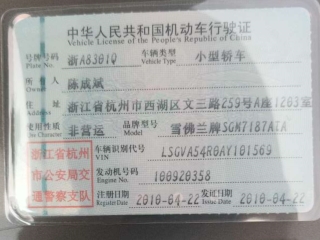 中华人民共和国机动车行驶证
Vehicle License of the People's Republic of China
号牌号码 浙A8301Q 车辆类型 小型轿车
Plate No. Vehicle Type
所有人 陈成斌
Owner
住址 浙江省杭州市西湖区文三路259号A座1203室
使用性质 非营运 品牌型号 雪佛兰牌SGM7187ATA
Use Character Model
浙江省杭州
市公安局交
通警察支队
车辆识别代号 LSGVA54R0AY101569
VIN
发动机号码 100920358
Engine No.
注册日期 2010-04-22 发证日期 2010-04-22
Register Date Issue Date